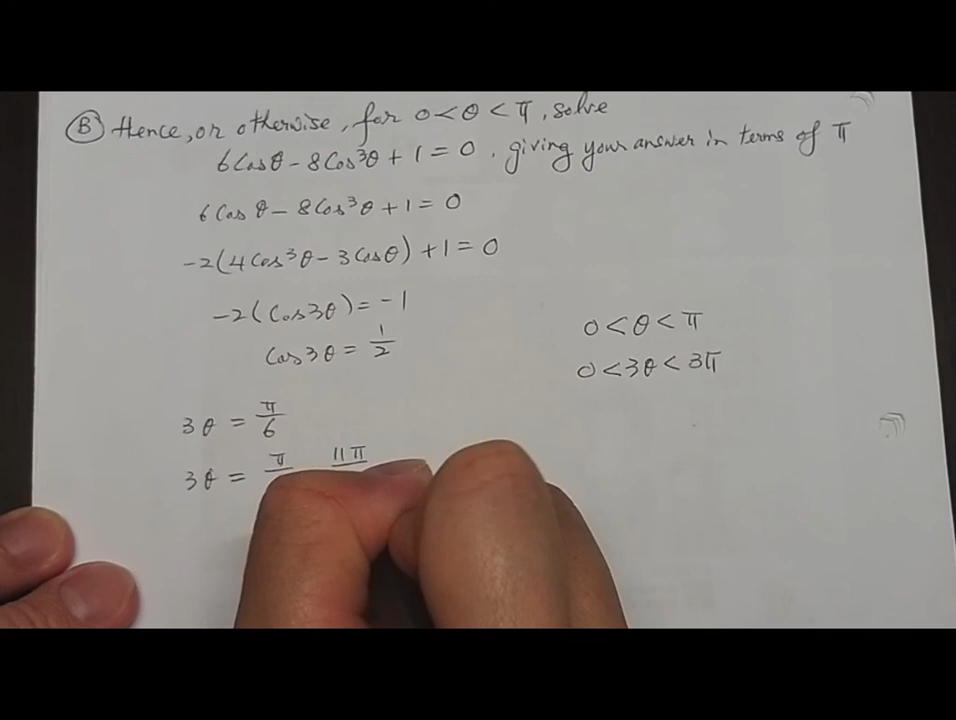 Ⓑ Hence, or otherwise, for 0 < θ < π, solve
6Cosθ − 8Cos³θ + 1 = 0, giving your answer in terms of π
6Cosθ − 8Cos³θ + 1 = 0
−2(4Cos³θ − 3Cosθ) + 1 = 0
−2(Cos3θ) = −1
Cos3θ = 1/2
0 < θ < π
0 < 3θ < 3π
3θ = π/6
3θ = π 11π